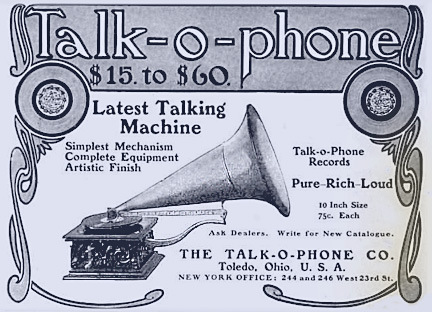 Talk-o-phone
$15. to $60.
Latest Talking
Machine
Simplest Mechanism
Complete Equipment
Artistic Finish
Talk-o-Phone
Records
Pure-Rich-Loud
10 Inch Size
75c. Each
Ask Dealers. Write for New Catalogue.
THE TALK-O-PHONE CO.
Toledo, Ohio, U. S. A.
NEW YORK OFFICE: 244 and 246 West 23rd St.